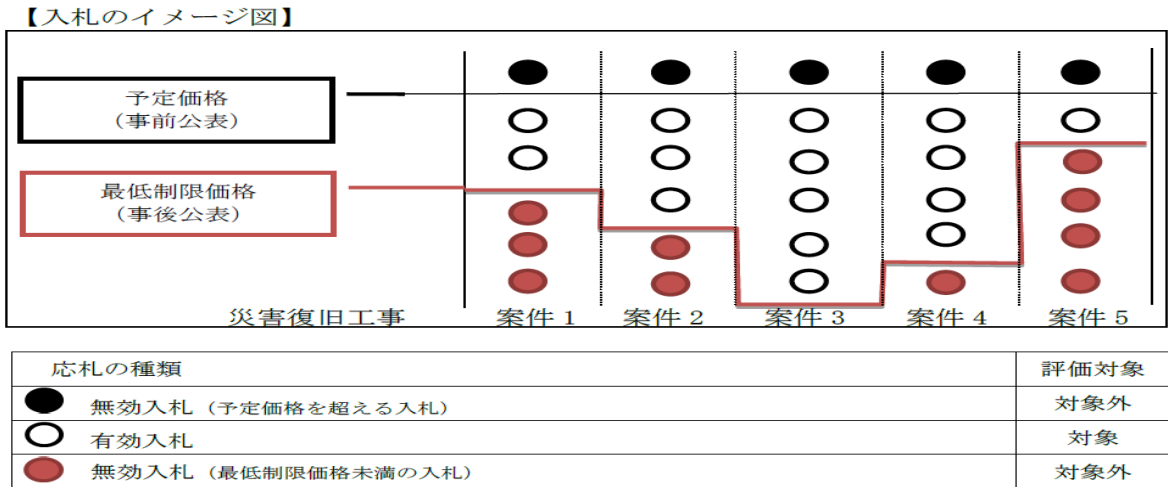 【入札のイメージ図】
予定価格
（事前公表）
最低制限価格
（事後公表）
災害復旧工事 案件１ 案件２ 案件３ 案件４ 案件５
応札の種類 評価対象
無効入札（予定価格を超える入札） 対象外
有効入札 対象
無効入札（最低制限価格未満の入札） 対象外